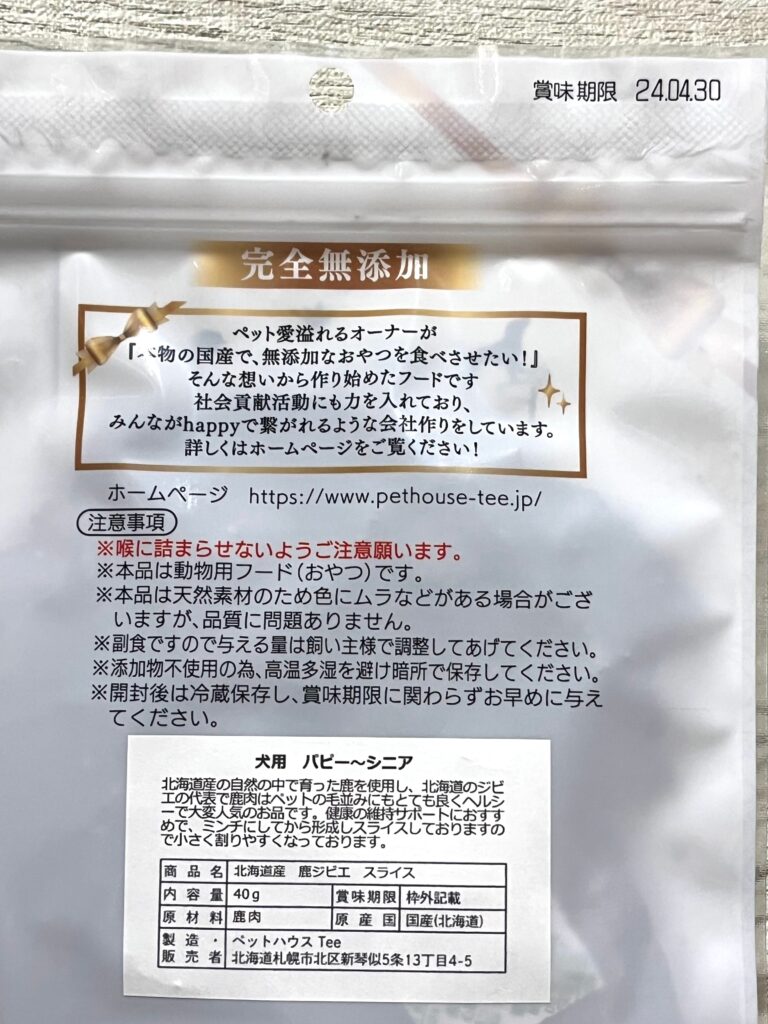 賞味期限 24.04.30
完全無添加
ペット愛溢れるオーナーが
物の国産で、無添加なおやつを食べさせたい！』
そんな想いから作り始めたフードです
社会貢献活動にも力を入れており、
みんながhappyで繋がれるような会社作りをしています。
詳しくはホームページをご覧ください！
ホームページ https://www.pethouse-tee.jp/
注意事項
※喉に詰まらせないようご注意願います。
※本品は動物用フード（おやつ）です。
※本品は天然素材のため色にムラなどがある場合がござ
いますが、品質に問題ありません。
※副食ですので与える量は飼い主様で調整してあげてください。
※添加物不使用の為、高温多湿を避け暗所で保存してください。
※開封後は冷蔵保存し、賞味期限に関わらずお早めに与え
てください。
犬用 パピー～シニア
北海道産の自然の中で育った鹿を使用し、北海道のジビ
エの代表で鹿肉はペットの毛並みにもとても良くヘルシ
ーで大変人気のお品です。健康の維持サポートにおすす
めで、ミンチにしてから形成しスライスしておりますの
で小さく割りやすくなっております。
商品名 北海道産 鹿ジビエ スライス
内容量 40g 賞味期限 枠外記載
原材料 鹿肉 原産国 国産(北海道)
製造・ ペットハウス Tee
販売者 北海道札幌市北区新琴似5条13丁目4-5